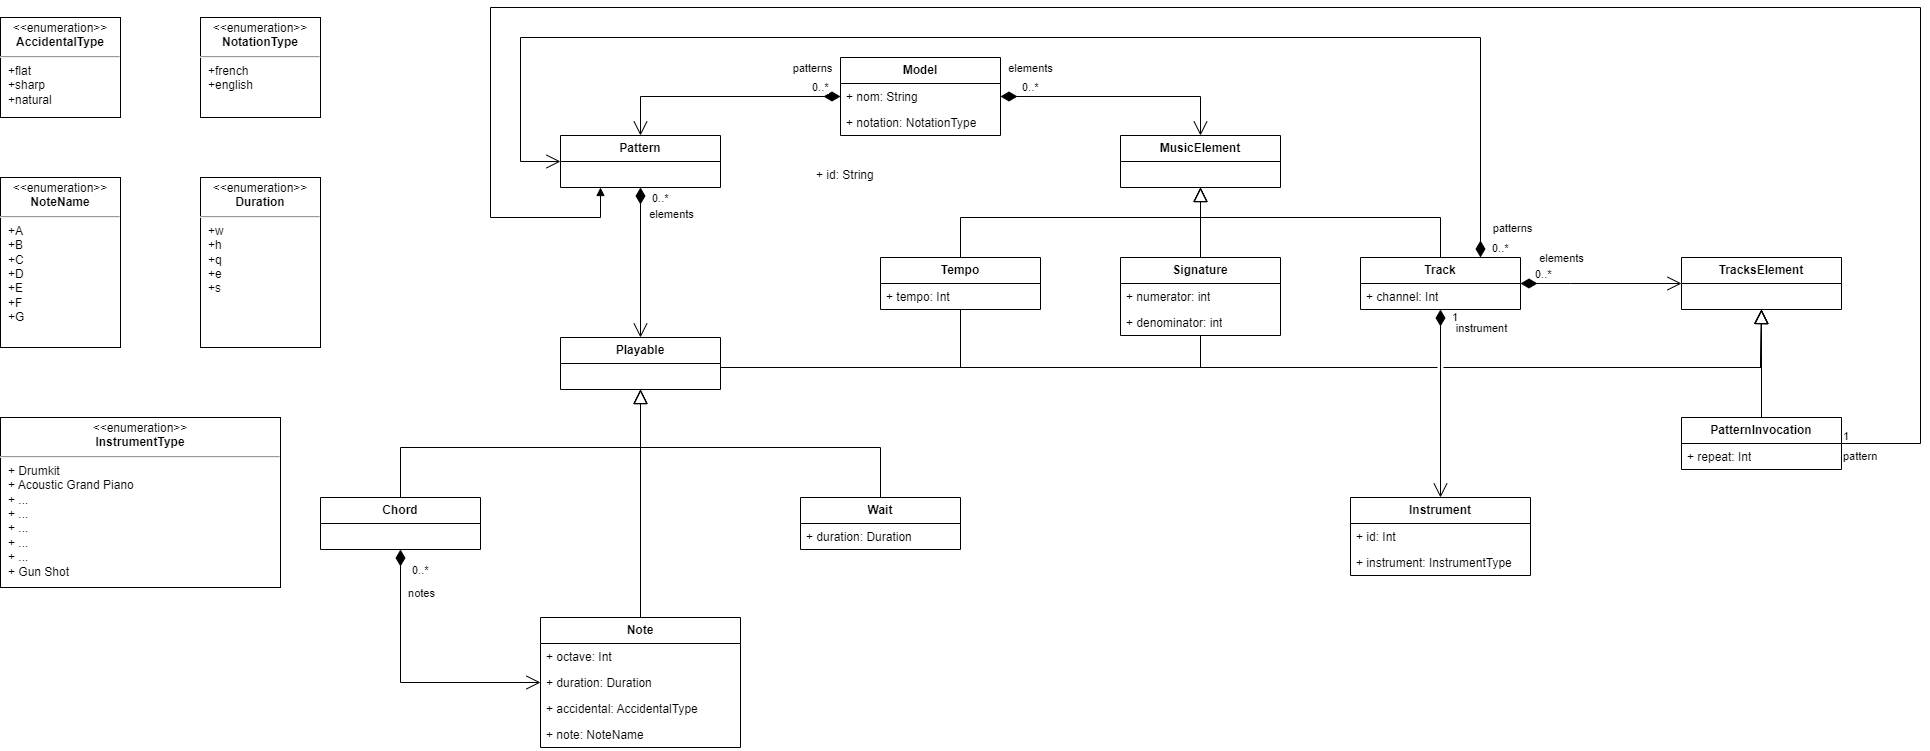 <<enumeration>>
AccidentalType
+flat
+sharp
+natural
<<enumeration>>
NotationType
+french
+english
<<enumeration>>
NoteName
+A
+B
+C
+D
+E
+F
+G
<<enumeration>>
Duration
+w
+h
+q
+e
+s
<<enumeration>>
InstrumentType
+ Drumkit
+ Acoustic Grand Piano
+ ...
+ ...
+ ...
+ ...
+ ...
+ Gun Shot
patterns
0..*
Model
+ nom: String
+ notation: NotationType
elements
0..*
Pattern
0..*
elements
+ id: String
MusicElement
Tempo
+ tempo: Int
Signature
+ numerator: int
+ denominator: int
patterns
0..*
Track
+ channel: Int
elements
0..*
1
instrument
TracksElement
Playable
PatternInvocation
+ repeat: Int
1
pattern
Chord
0..*
notes
Wait
+ duration: Duration
Instrument
+ id: Int
+ instrument: InstrumentType
Note
+ octave: Int
+ duration: Duration
+ accidental: AccidentalType
+ note: NoteName